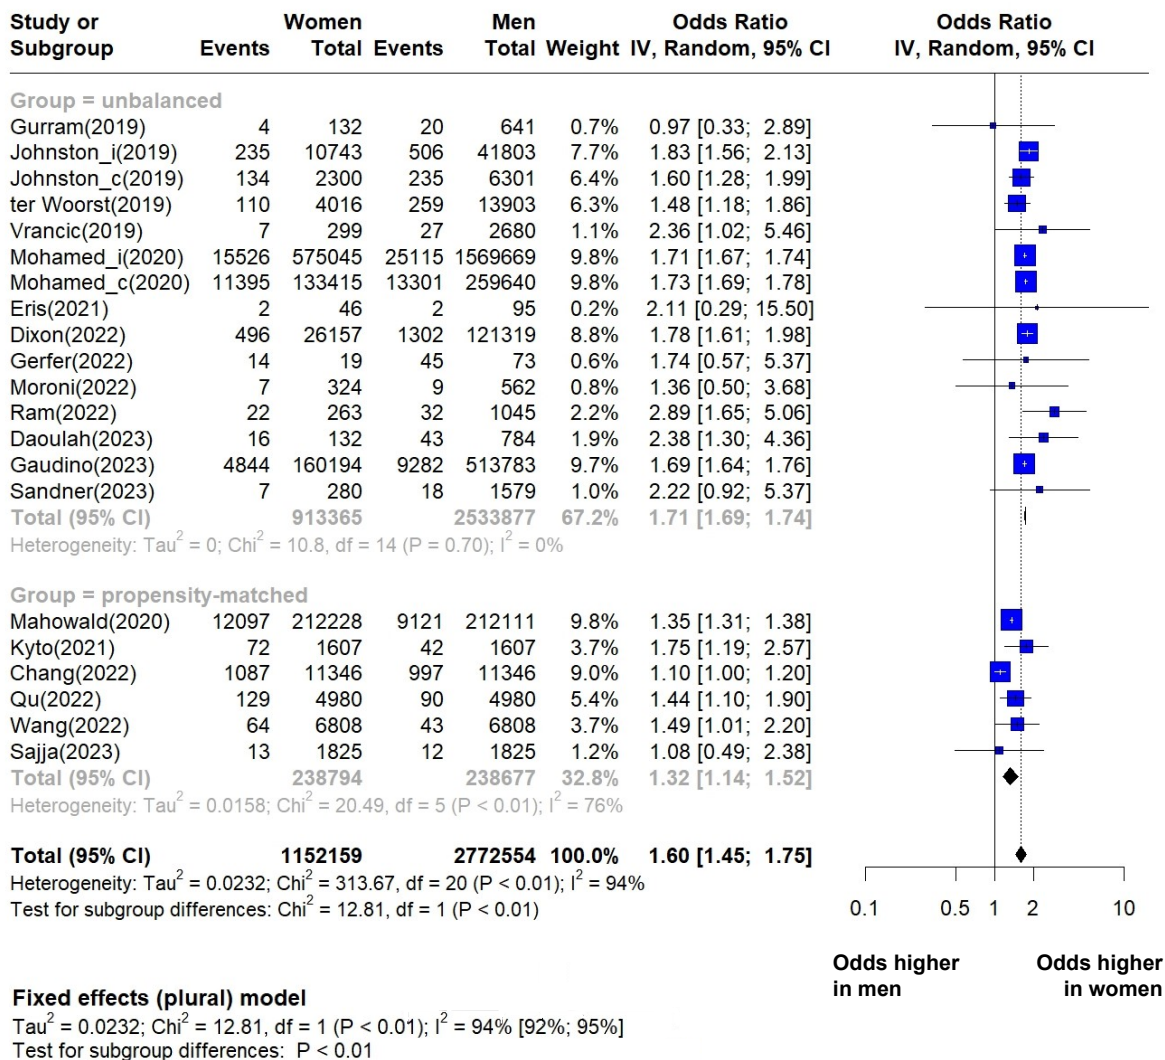 Study or Women Men Odds Ratio Odds Ratio
Subgroup Events Total Events Total Weight IV, Random, 95% CI IV, Random, 95% CI
Group = unbalanced
Gurram(2019) 4 132 20 641 0.7% 0.97 [0.33; 2.89]
Johnston_i(2019) 235 10743 506 41803 7.7% 1.83 [1.56; 2.13]
Johnston_c(2019) 134 2300 235 6301 6.4% 1.60 [1.28; 1.99]
ter Woorst(2019) 110 4016 259 13903 6.3% 1.48 [1.18; 1.86]
Vrancic(2019) 7 299 27 2680 1.1% 2.36 [1.02; 5.46]
Mohamed_i(2020) 15526 575045 25115 1569669 9.8% 1.71 [1.67; 1.74]
Mohamed_c(2020) 11395 133415 13301 259640 9.8% 1.73 [1.69; 1.78]
Eris(2021) 2 46 2 95 0.2% 2.11 [0.29; 15.50]
Dixon(2022) 496 26157 1302 121319 8.8% 1.78 [1.61; 1.98]
Gerfer(2022) 14 19 45 73 0.6% 1.74 [0.57; 5.37]
Moroni(2022) 7 324 9 562 0.8% 1.36 [0.50; 3.68]
Ram(2022) 22 263 32 1045 2.2% 2.89 [1.65; 5.06]
Daoulah(2023) 16 132 43 784 1.9% 2.38 [1.30; 4.36]
Gaudino(2023) 4844 160194 9282 513783 9.7% 1.69 [1.64; 1.76]
Sandner(2023) 7 280 18 1579 1.0% 2.22 [0.92; 5.37]
Total (95% CI) 913365 2533877 67.2% 1.71 [1.69; 1.74]
Heterogeneity: Tau² = 0; Chi² = 10.8, df = 14 (P = 0.70); I² = 0%
Group = propensity-matched
Mahowald(2020) 12097 212228 9121 212111 9.8% 1.35 [1.31; 1.38]
Kyto(2021) 72 1607 42 1607 3.7% 1.75 [1.19; 2.57]
Chang(2022) 1087 11346 997 11346 9.0% 1.10 [1.00; 1.20]
Qu(2022) 129 4980 90 4980 5.4% 1.44 [1.10; 1.90]
Wang(2022) 64 6808 43 6808 3.7% 1.49 [1.01; 2.20]
Sajja(2023) 13 1825 12 1825 1.2% 1.08 [0.49; 2.38]
Total (95% CI) 238794 238677 32.8% 1.32 [1.14; 1.52]
Heterogeneity: Tau² = 0.0158; Chi² = 20.49, df = 5 (P < 0.01); I² = 76%
Total (95% CI) 1152159 2772554 100.0% 1.60 [1.45; 1.75]
Heterogeneity: Tau² = 0.0232; Chi² = 313.67, df = 20 (P < 0.01); I² = 94%
Test for subgroup differences: Chi² = 12.81, df = 1 (P < 0.01)
0.1 0.5 1 2 10
Odds higher Odds higher
in men in women
Fixed effects (plural) model
Tau² = 0.0232; Chi² = 12.81, df = 1 (P < 0.01); I² = 94% [92%; 95%]
Test for subgroup differences: P < 0.01